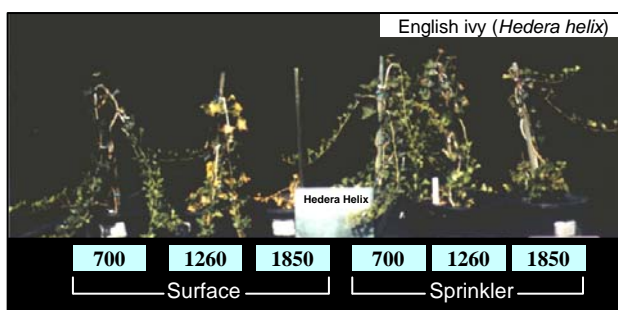 English ivy (Hedera helix)
Hedera Helix
700 1260 1850 700 1260 1850
Surface Sprinkler